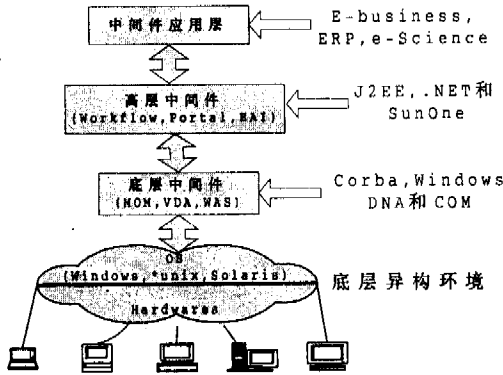 中间件应用层
E-business,
ERP,e-Science
高层中间件
(Workflow,Portal,EAI)
J2EE,.NET和
SunOne
底层中间件
(MOM,VDA,WAS)
Corba,Windows
DNA和COM
OS
(Windows,*unix,Solaris)
底层异构环境
Hardwares